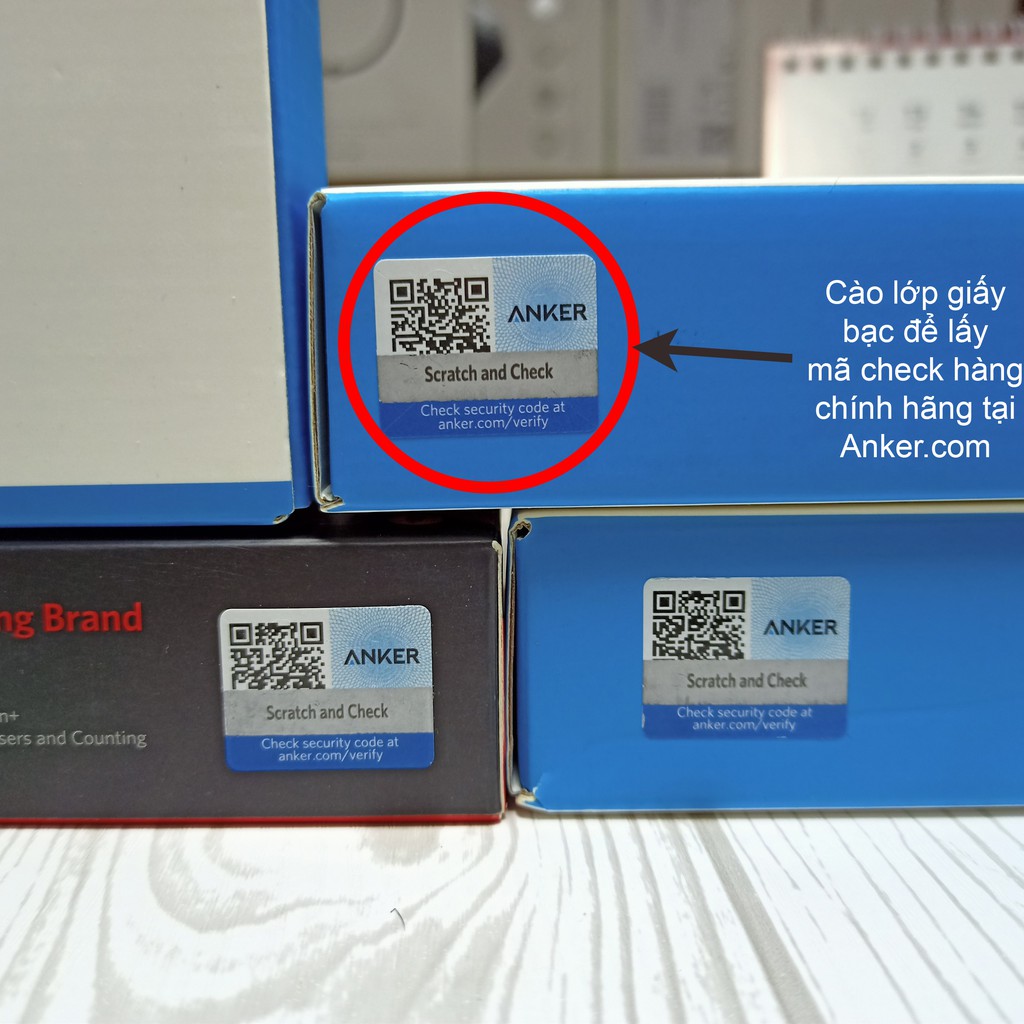 ANKER
Scratch and Check
Check security code at
anker.com/verify
Cào lớp giấy
bạc để lấy
mã check hàng
chính hãng tại
Anker.com
ng Brand
n+
sers and Counting
ANKER
Scratch and Check
Check security code at
anker.com/verify
ANKER
Scratch and Check
Check security code at
anker.com/verify